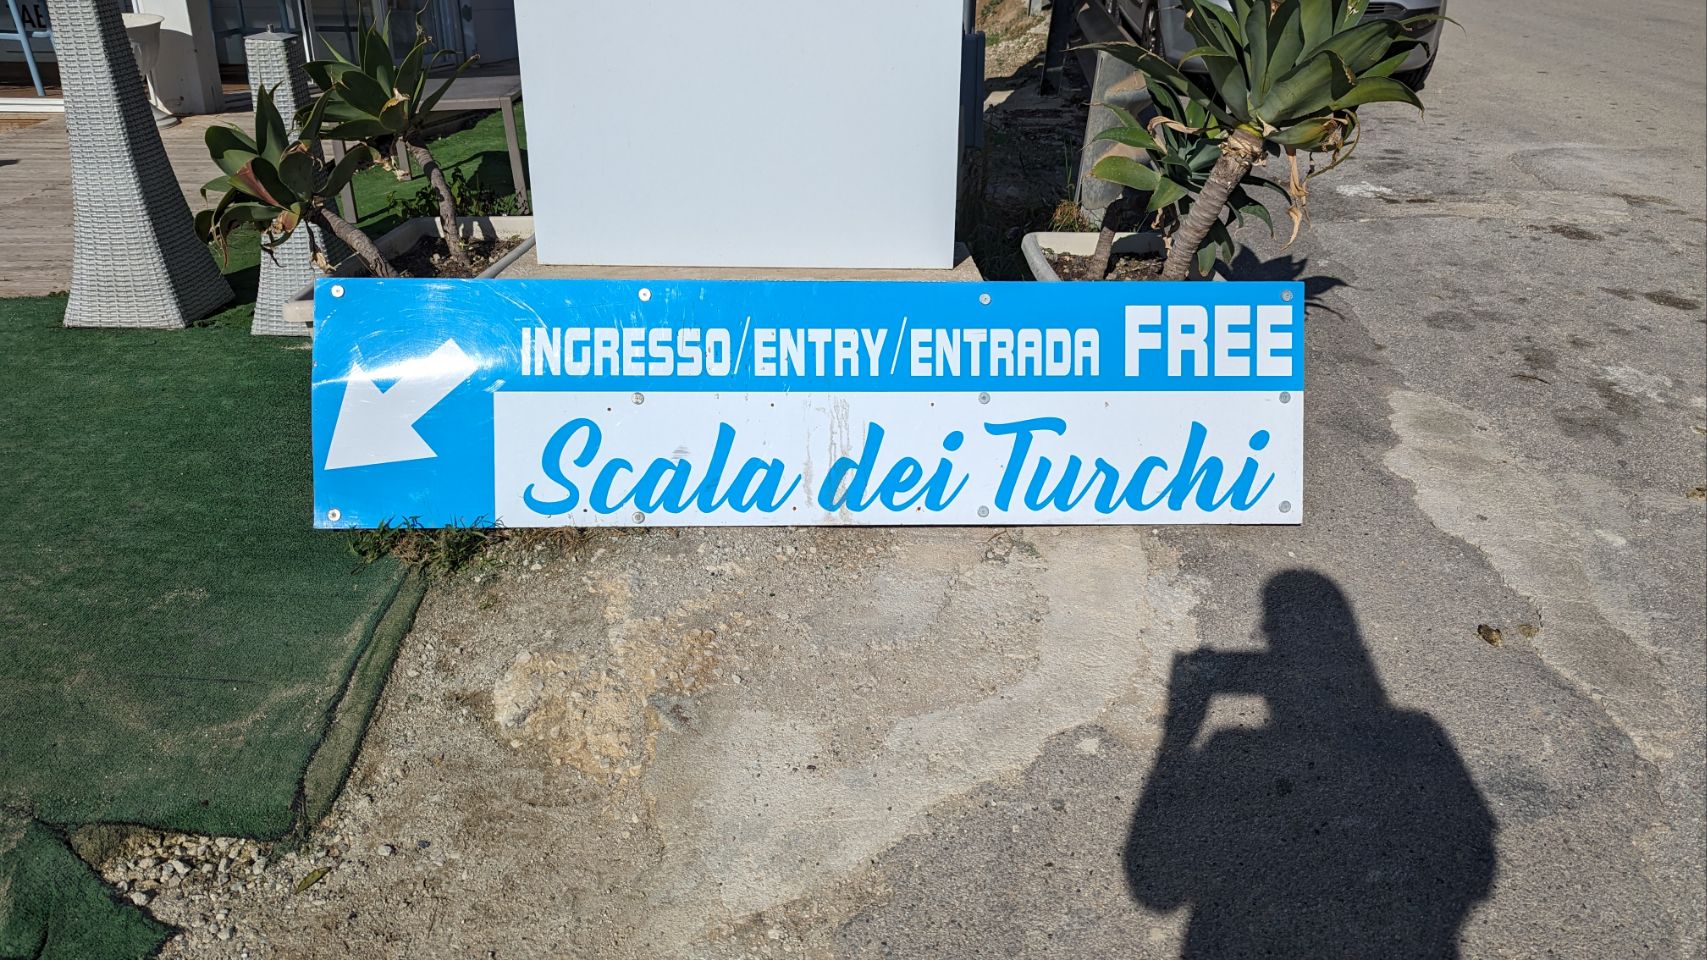 INGRESSO/ENTRY/ENTRADA FREE
Scala dei Turchi